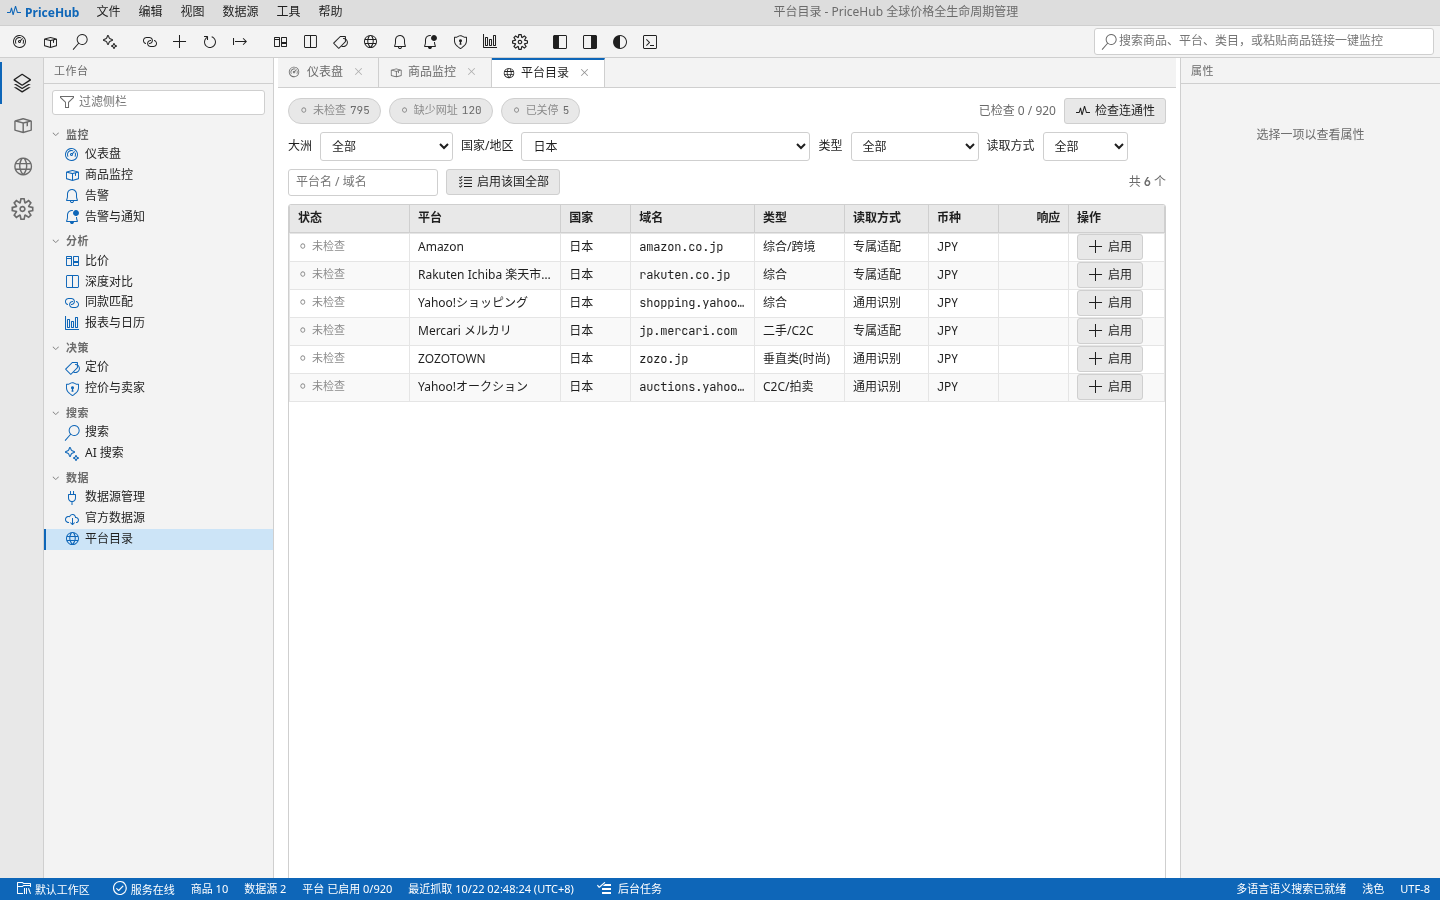 PriceHub 文件 编辑 视图 数据源 工具 帮助 平台目录 - PriceHub 全球价格全生命周期管理
搜索商品、平台、类目，或粘贴商品链接一键监控
工作台
过滤侧栏
监控
仪表盘
商品监控
告警
告警与通知
分析
比价
深度对比
同款匹配
报表与日历
决策
定价
控价与卖家
搜索
搜索
AI 搜索
数据
数据源管理
官方数据源
平台目录
仪表盘 商品监控 平台目录
未检查 795 缺少网址 120 已关停 5 已检查 0 / 920 检查连通性
大洲 全部 国家/地区 日本 类型 全部 读取方式 全部
平台名 / 域名 启用该国全部 共 6 个
状态 平台 国家 域名 类型 读取方式 币种 响应 操作
未检查 Amazon 日本 amazon.co.jp 综合/跨境 专属适配 JPY 启用
未检查 Rakuten Ichiba 楽天市... 日本 rakuten.co.jp 综合 专属适配 JPY 启用
未检查 Yahoo!ショッピング 日本 shopping.yahoo… 综合 通用识别 JPY 启用
未检查 Mercari メルカリ 日本 jp.mercari.com 二手/C2C 专属适配 JPY 启用
未检查 ZOZOTOWN 日本 zozo.jp 垂直类(时尚) 通用识别 JPY 启用
未检查 Yahoo!オークション 日本 auctions.yahoo… C2C/拍卖 通用识别 JPY 启用
属性
选择一项以查看属性
默认工作区 服务在线 商品 10 数据源 2 平台 已启用 0/920 最近抓取 10/22 02:48:24 (UTC+8) 后台任务 多语言语义搜索已就绪 浅色 UTF-8